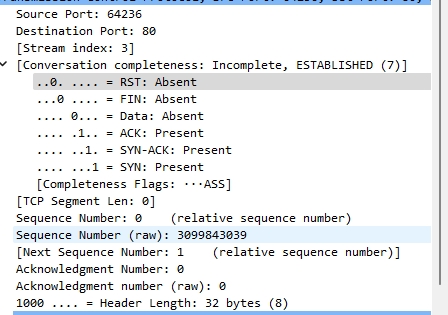 Source Port: 64236
Destination Port: 80
[Stream index: 3]
[Conversation completeness: Incomplete, ESTABLISHED (7)]
..0. .... = RST: Absent
...0 .... = FIN: Absent
.... 0... = Data: Absent
.... .1.. = ACK: Present
.... ..1. = SYN-ACK: Present
.... ...1 = SYN: Present
[Completeness Flags: ···ASS]
[TCP Segment Len: 0]
Sequence Number: 0    (relative sequence number)
Sequence Number (raw): 3099843039
[Next Sequence Number: 1    (relative sequence number)]
Acknowledgment Number: 0
Acknowledgment number (raw): 0
1000 .... = Header Length: 32 bytes (8)